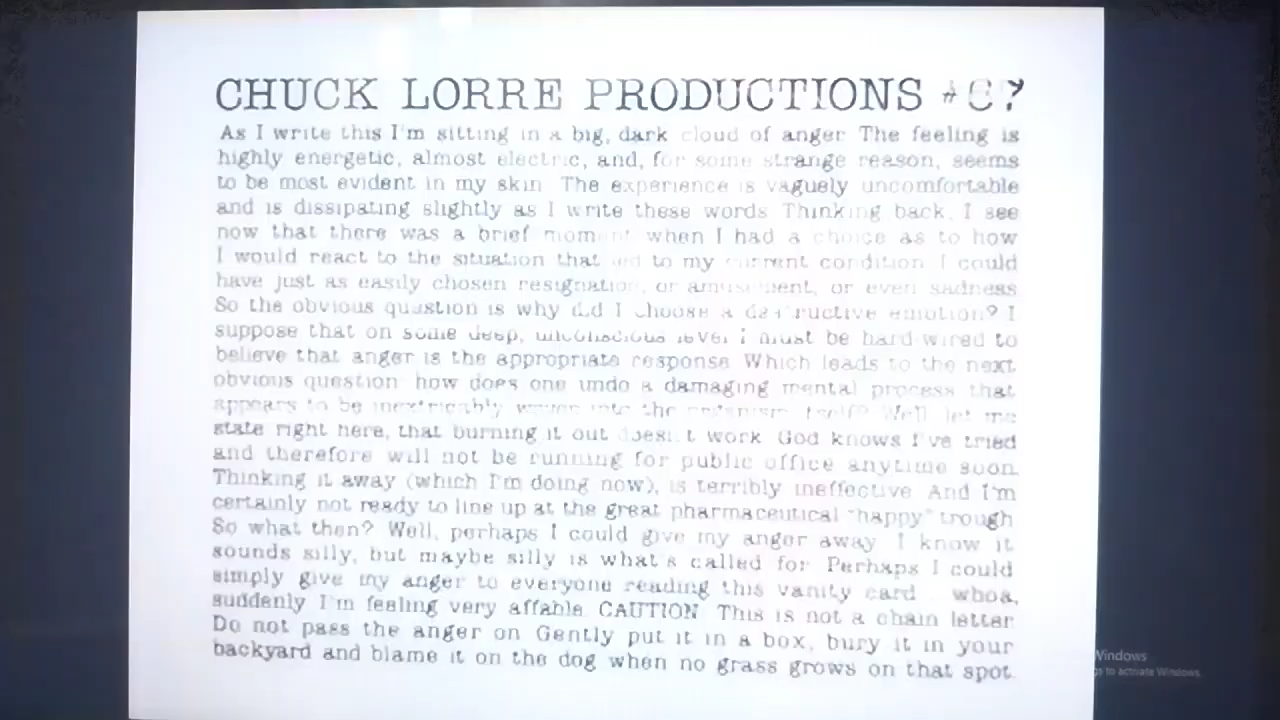 CHUCK LORRE PRODUCTIONS #67
As I write this I'm sitting in a big, dark cloud of anger The feeling is
highly energetic, almost electric, and, for some strange reason, seems
to be most evident in my skin The experience is vaguely uncomfortable
and is dissipating slightly as I write these words Thinking back, I see
now that there was a brief moment when I had a choice as to how
I would react to the situation that led to my current condition I could
have just as easily chosen resignation, or amusement, or even sadness
So the obvious question is why did I choose a destructive emotion? I
suppose that on some deep, unconscious level I must be hard wired to
believe that anger is the appropriate response Which leads to the next
obvious question how does one undo a damaging mental process that
appears to be inextricably woven into the organism itself? Well, let me
state right here, that burning it out doesn't work God knows I've tried
and therefore will not be running for public office anytime soon
Thinking it away (which I'm doing now), is terribly ineffective And I'm
certainly not ready to line up at the great pharmaceutical "happy" trough
So what then? Well, perhaps I could give my anger away I know it
sounds silly, but maybe silly is what's called for Perhaps I could
simply give my anger to everyone reading this vanity card whoa,
suddenly I'm feeling very affable CAUTION This is not a chain letter
Do not pass the anger on Gently put it in a box, bury it in your
backyard and blame it on the dog when no grass grows on that spot
Windows
to activate Windows.